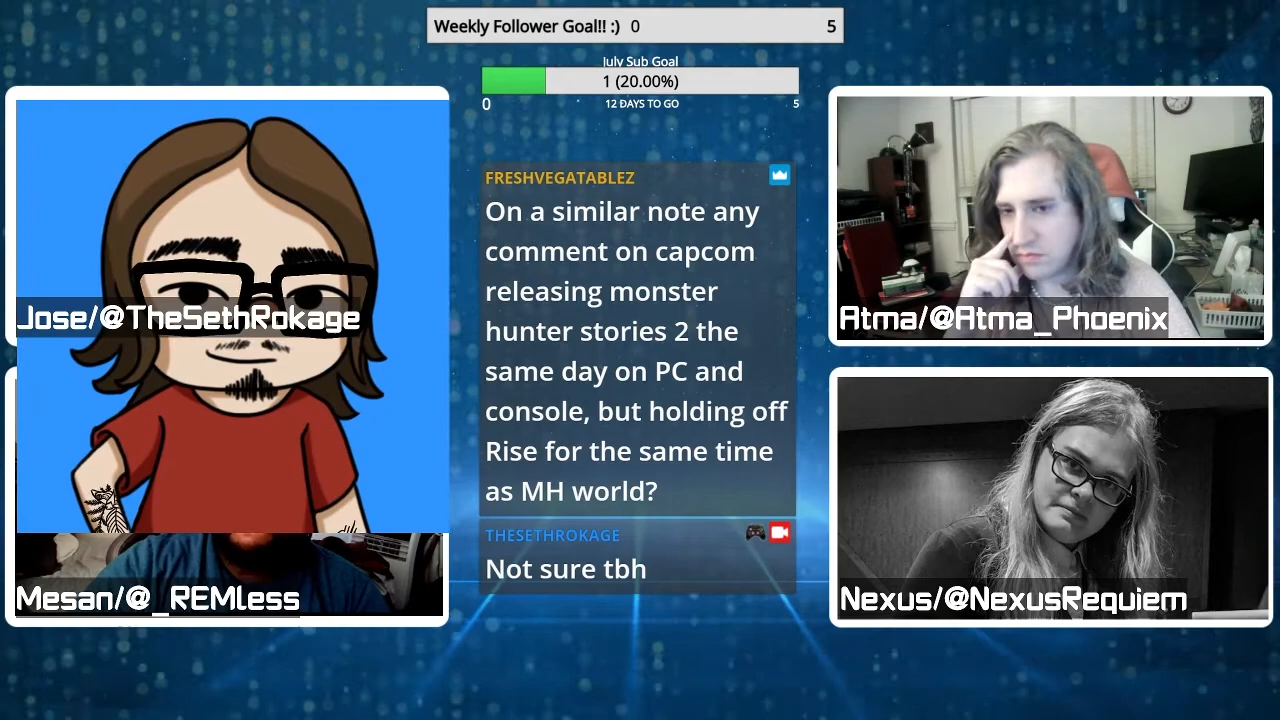 Weekly Follower Goal!! :) 0 5
July Sub Goal
1 (20.00%)
0 12 DAYS TO GO 5
Jose/@TheSethRokage
Mesan/@_REMless
FRESHVEGATABLEZ
On a similar note any
comment on capcom
releasing monster
hunter stories 2 the
same day on PC and
console, but holding off
Rise for the same time
as MH world?
THESETHROKAGE
Not sure tbh
Atma/@Atma_Phoenix
Nexus/@NexusRequiem